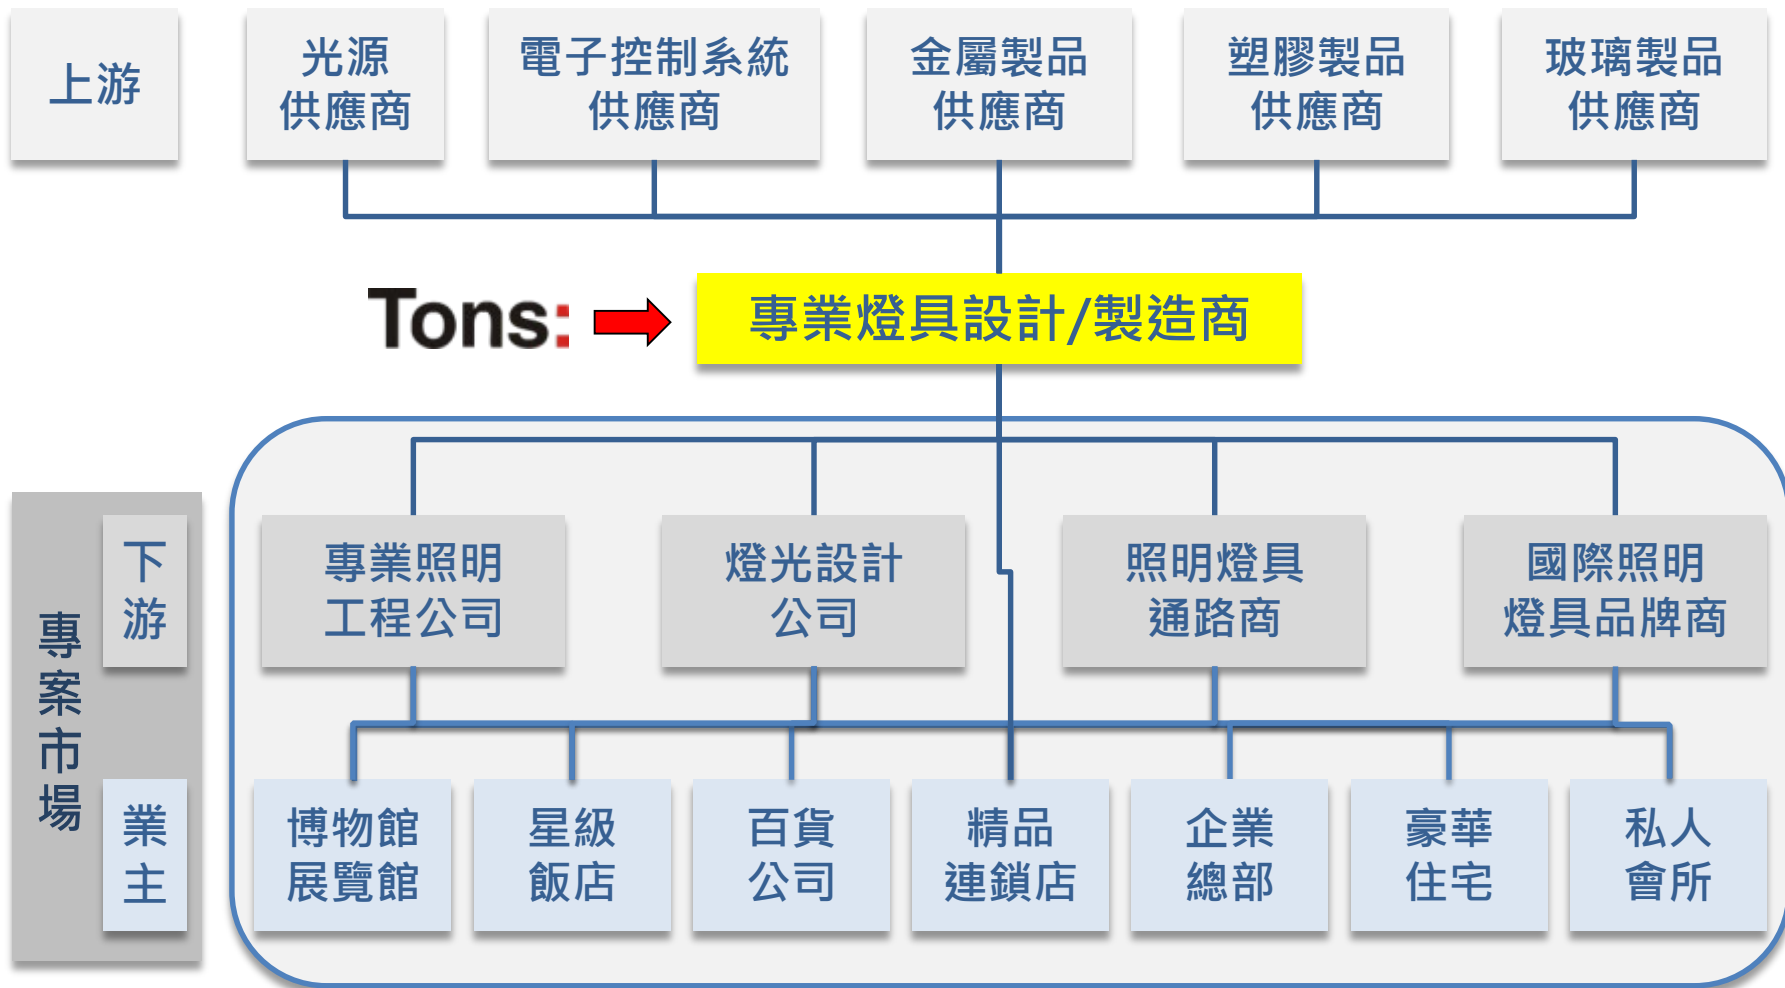 上游
光源
供應商
電子控制系統
供應商
金屬製品
供應商
塑膠製品
供應商
玻璃製品
供應商
Tons:
專業燈具設計/製造商
專案市場
下游
專業照明
工程公司
燈光設計
公司
照明燈具
通路商
國際照明
燈具品牌商
業主
博物館
展覽館
星級
飯店
百貨
公司
精品
連鎖店
企業
總部
豪華
住宅
私人
會所